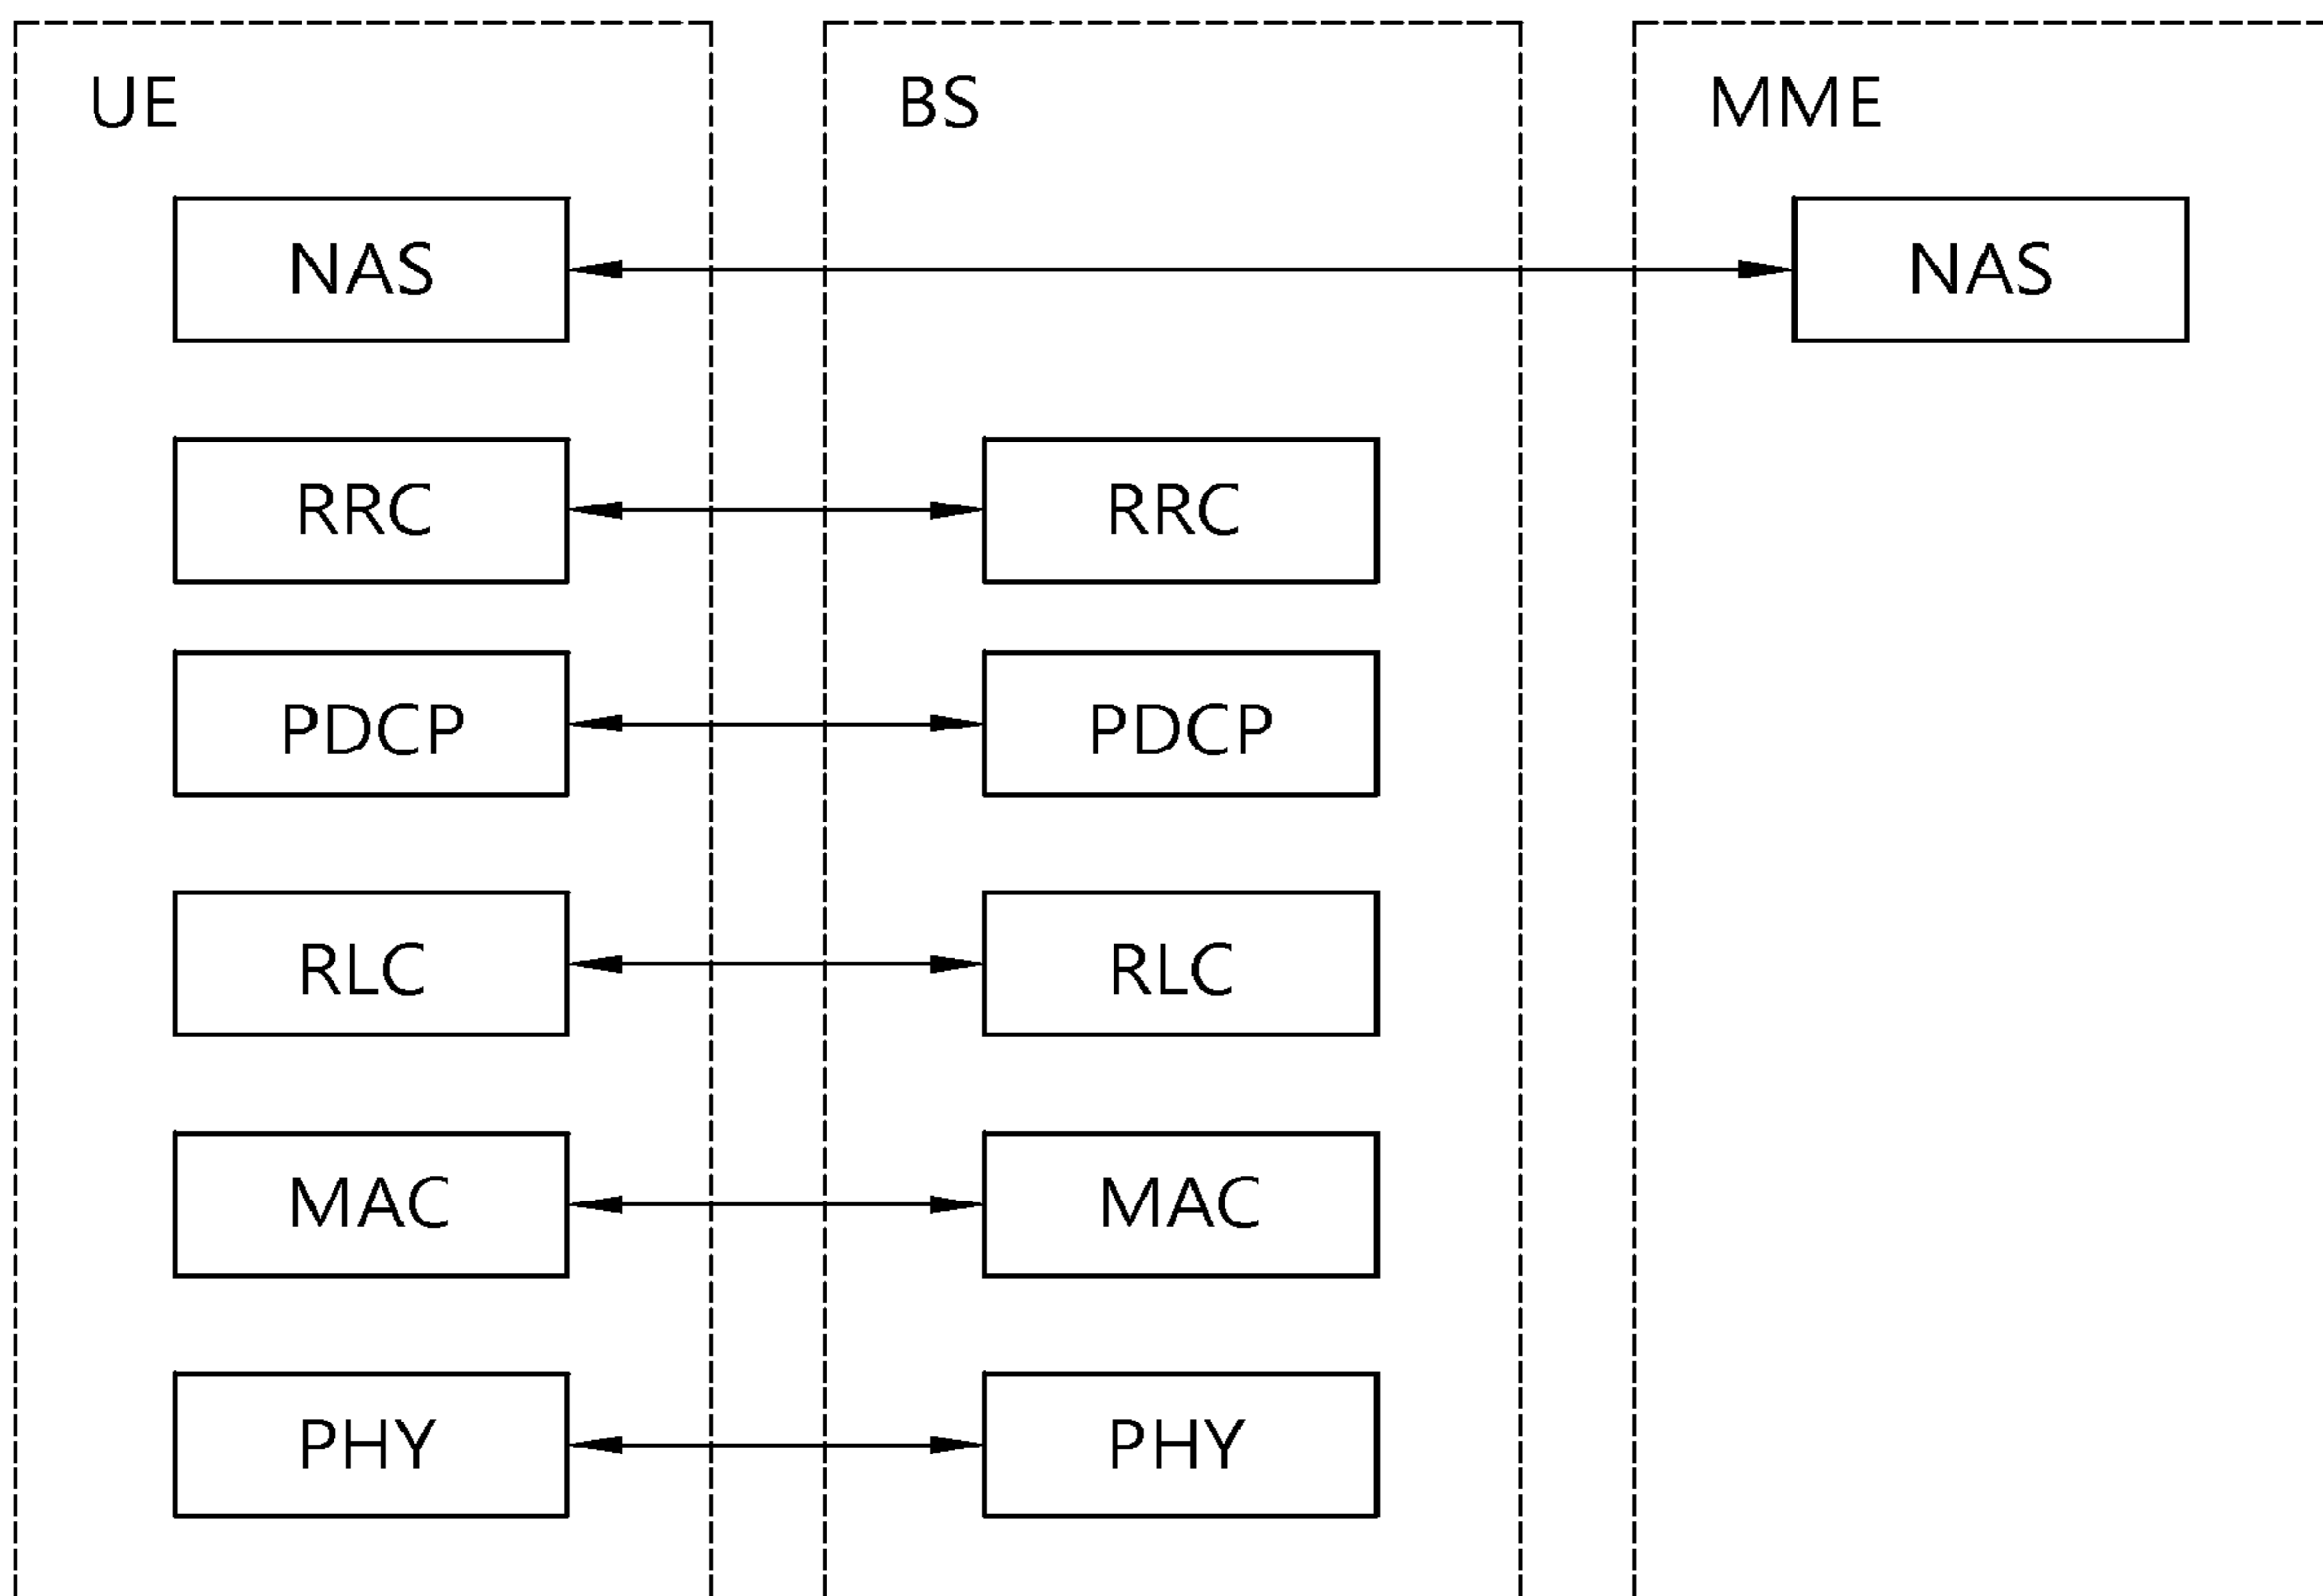 UE BS MME
NAS NAS
RRC RRC
PDCP PDCP
RLC RLC
MAC MAC
PHY PHY